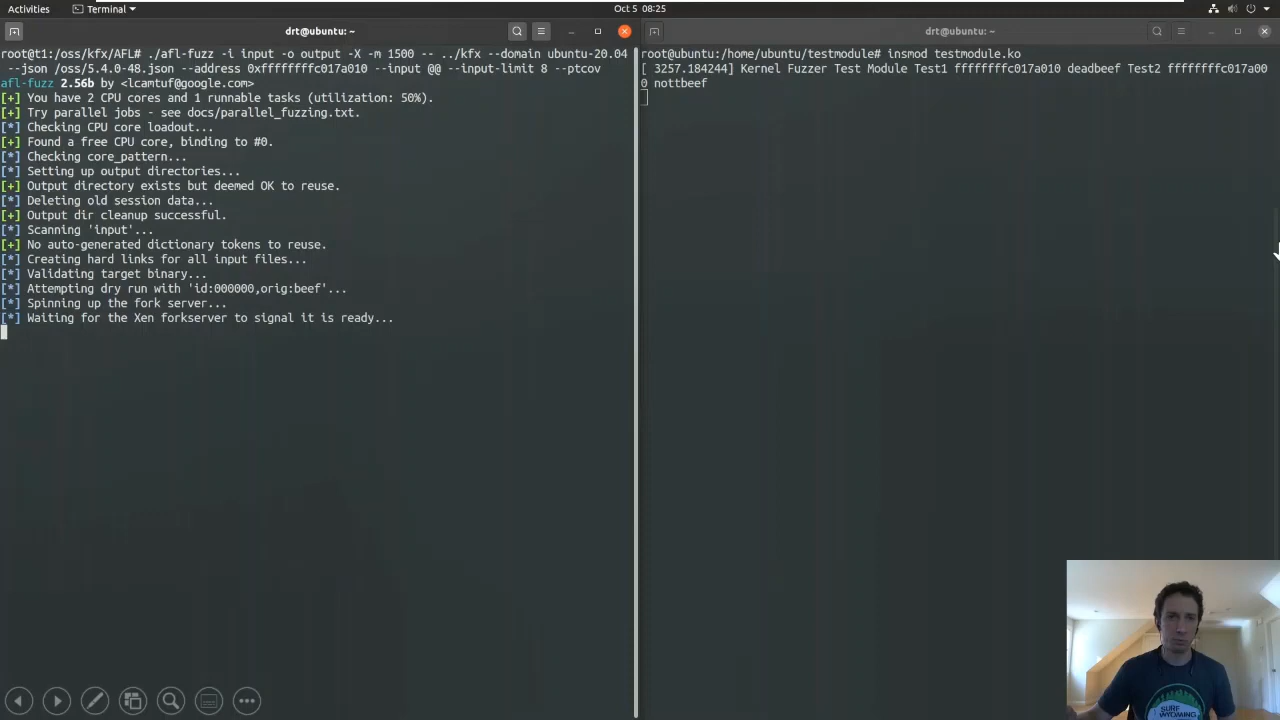 Activities Terminal Oct 5 08:25
drt@ubuntu: ~
root@t1:/oss/kfx/AFL# ./afl-fuzz -i input -o output -X -m 1500 -- ../kfx --domain ubuntu-20.04
--json /oss/5.4.0-48.json --address 0xffffffffc017a010 --input @@ --input-limit 8 --ptcov
afl-fuzz 2.56b by <lcamtuf@google.com>
[+] You have 2 CPU cores and 1 runnable tasks (utilization: 50%).
[+] Try parallel jobs - see docs/parallel_fuzzing.txt.
[*] Checking CPU core loadout...
[+] Found a free CPU core, binding to #0.
[*] Checking core_pattern...
[*] Setting up output directories...
[+] Output directory exists but deemed OK to reuse.
[*] Deleting old session data...
[+] Output dir cleanup successful.
[*] Scanning 'input'...
[+] No auto-generated dictionary tokens to reuse.
[*] Creating hard links for all input files...
[*] Validating target binary...
[*] Attempting dry run with 'id:000000,orig:beef'...
[*] Spinning up the fork server...
[*] Waiting for the Xen forkserver to signal it is ready...
drt@ubuntu: ~
root@ubuntu:/home/ubuntu/testmodule# insmod testmodule.ko
[ 3257.184244] Kernel Fuzzer Test Module Test1 ffffffffc017a010 deadbeef Test2 ffffffffc017a00
0 nottbeef
SURF
WYOMING